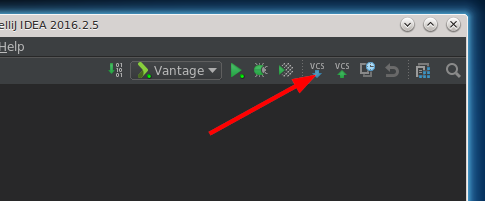 elliJ IDEA 2016.2.5
Help
Vantage
VCS VCS